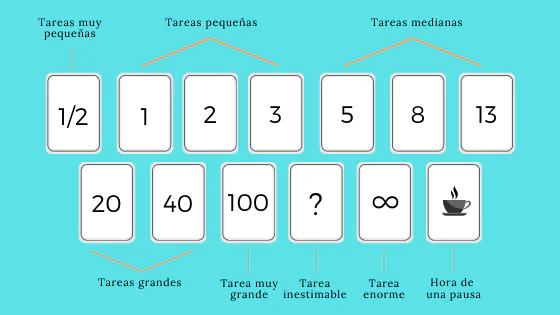 Tareas muy
pequeñas
Tareas pequeñas
Tareas medianas
1/2
1
2
3
5
8
13
20
40
100
?
∞
Tareas grandes
Tarea muy
grande
Tarea
inestimable
Tarea
enorme
Hora de
una pausa